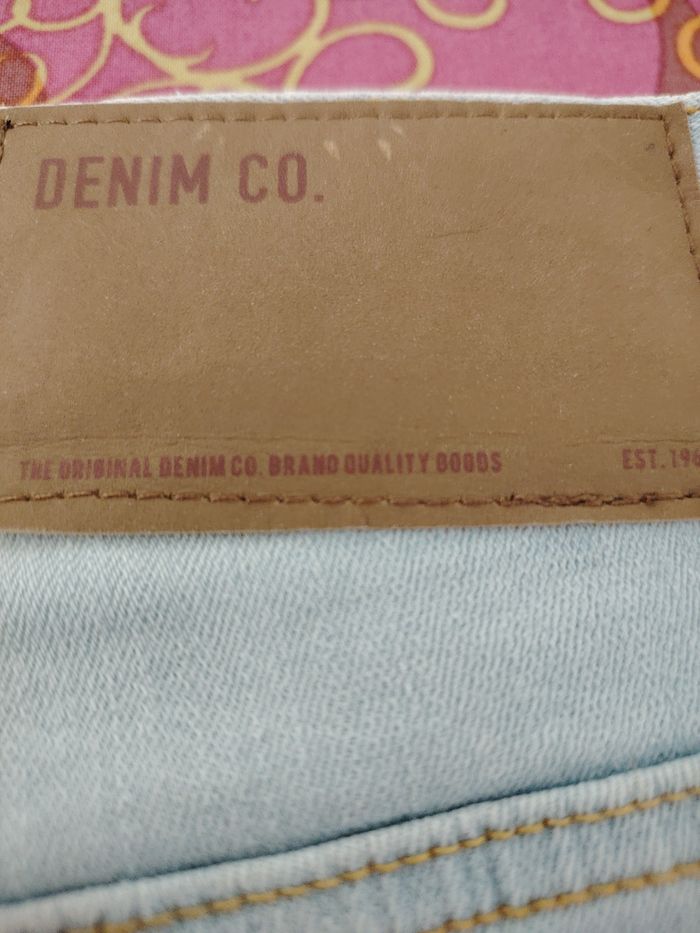 DENIM CO.
THE ORIGINAL DENIM CO. BRAND QUALITY GOODS
EST. 196